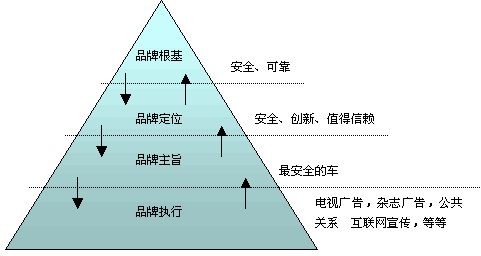 品牌根基
安全、可靠
品牌定位
安全、创新、值得信赖
品牌主旨
最安全的车
品牌执行
电视广告，杂志广告，公共
关系　互联网宣传，等等